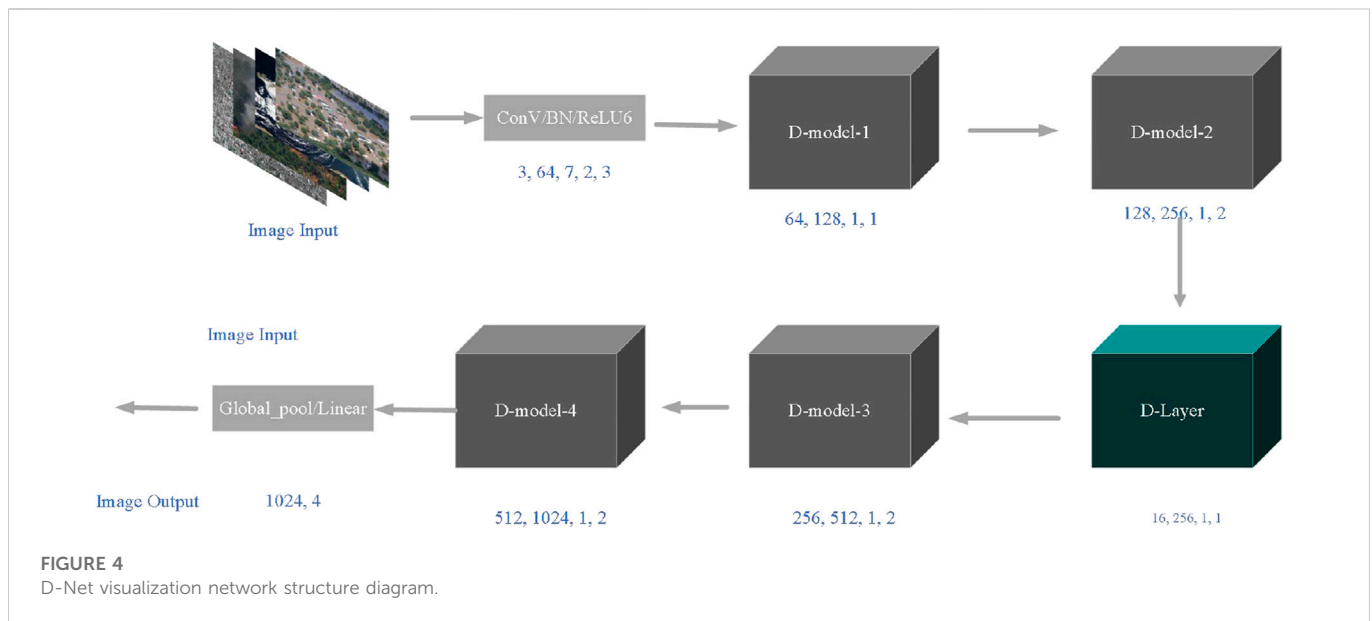 ConV/BN/ReLU6
D-model-1
D-model-2
3, 64, 7, 2, 3
64, 128, 1, 1
128, 256, 1, 2
Image Input
Image Input
Global_pool/Linear
D-model-4
D-model-3
D-Layer
Image Output
1024, 4
512, 1024, 1, 2
256, 512, 1, 2
16, 256, 1, 1
FIGURE 4
D-Net visualization network structure diagram.